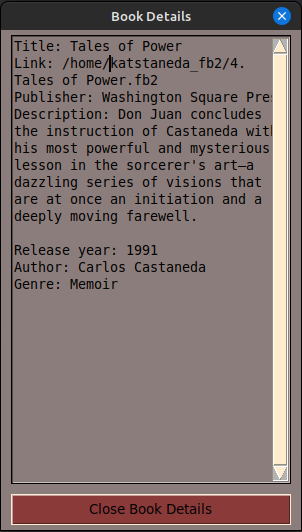 Book Details
Title: Tales of Power
Link: /home/katstaneda_fb2/4.
Tales of Power.fb2
Publisher: Washington Square Pres
Description: Don Juan concludes
the instruction of Castaneda with
his most powerful and mysterious
lesson in the sorcerer's art—a
dazzling series of visions that
are at once an initiation and a
deeply moving farewell.
Release year: 1991
Author: Carlos Castaneda
Genre: Memoir
Close Book Details